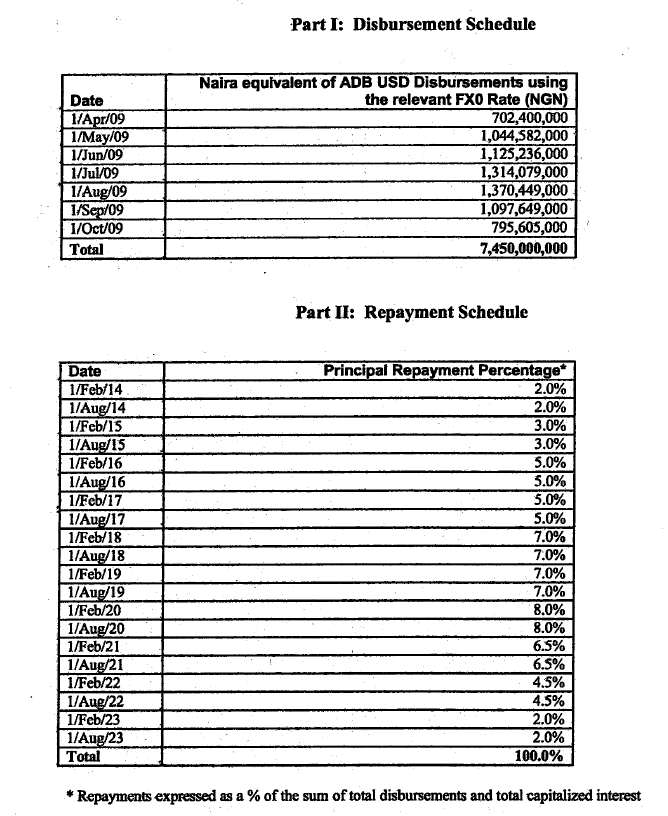 Part I: Disbursement Schedule
Date Naira equivalent of ADB USD Disbursements using
the relevant FX0 Rate (NGN)
1/Apr/09 702,400,000
1/May/09 1,044,582,000
1/Jun/09 1,125,236,000
1/Jul/09 1,314,079,000
1/Aug/09 1,370,449,000
1/Sep/09 1,097,649,000
1/Oct/09 795,605,000
Total 7,450,000,000
Part II: Repayment Schedule
Date Principal Repayment Percentage*
1/Feb/14 2.0%
1/Aug/14 2.0%
1/Feb/15 3.0%
1/Aug/15 3.0%
1/Feb/16 5.0%
1/Aug/16 5.0%
1/Feb/17 5.0%
1/Aug/17 5.0%
1/Feb/18 7.0%
1/Aug/18 7.0%
1/Feb/19 7.0%
1/Aug/19 7.0%
1/Feb/20 8.0%
1/Aug/20 8.0%
1/Feb/21 6.5%
1/Aug/21 6.5%
1/Feb/22 4.5%
1/Aug/22 4.5%
1/Feb/23 2.0%
1/Aug/23 2.0%
Total 100.0%
* Repayments expressed as a % of the sum of total disbursements and total capitalized interest